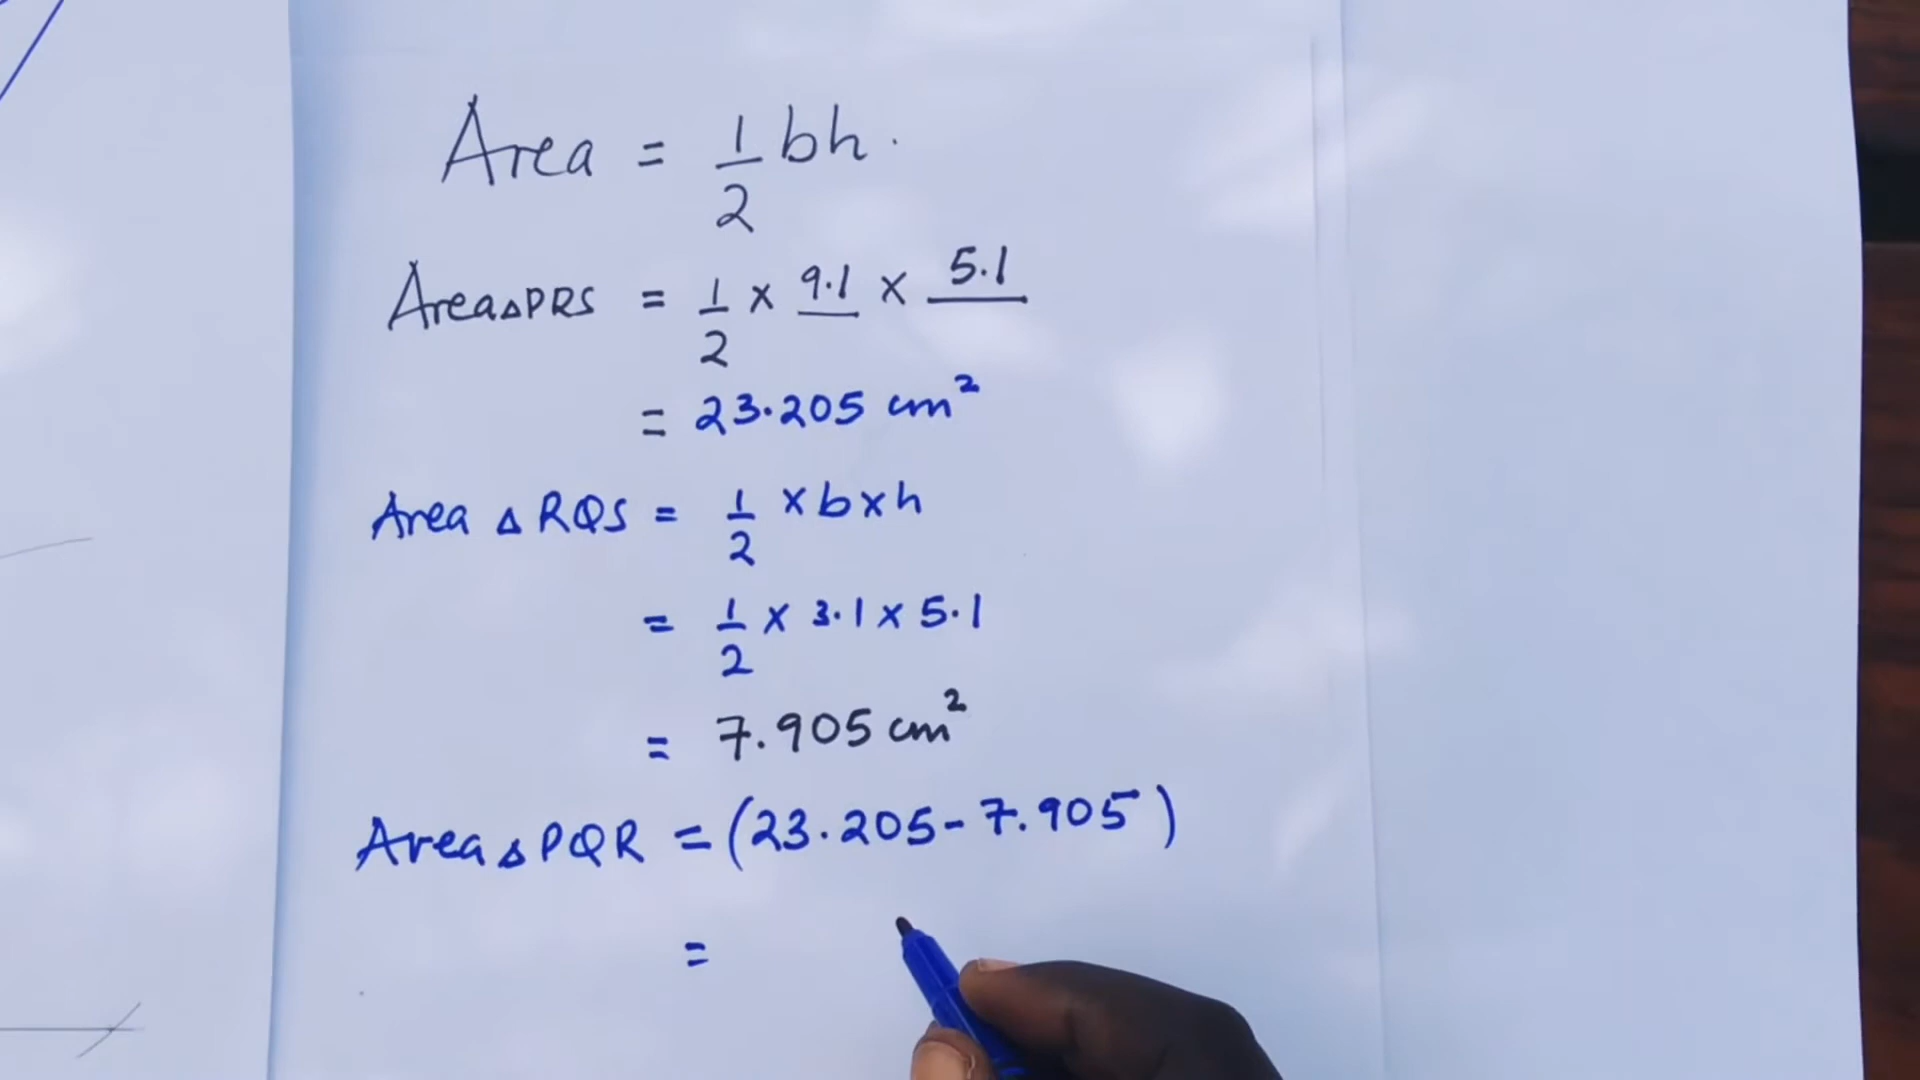 Area = 1/2 bh.
Area△PRS = 1/2 × 9.1 × 5.1
= 23.205 cm²
Area △ RQS = 1/2 × b × h
= 1/2 × 3.1 × 5.1
= 7.905 cm²
Area △ PQR = (23.205 - 7.905)
=